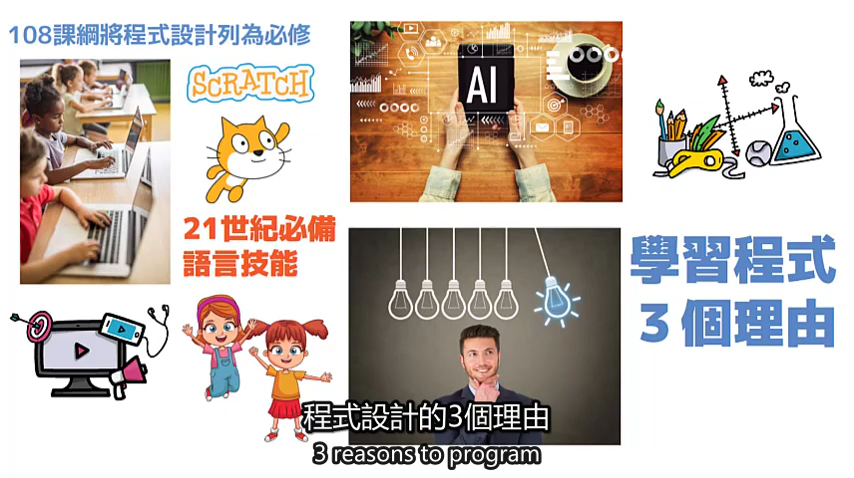 108課綱將程式設計列為必修
SCRATCH
21世紀必備
語言技能
AI
學習程式
3個理由
程式設計的3個理由
3 reasons to program